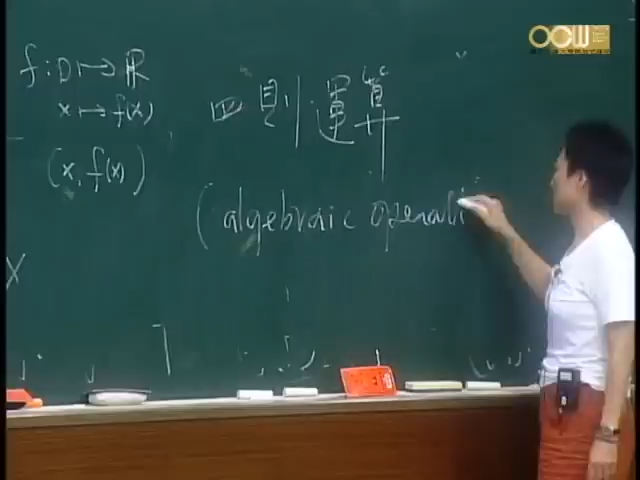 f: D ↦ ℝ
x ↦ f(x)
(x, f(x))
四則運算
(algebraic operati
x
OCW